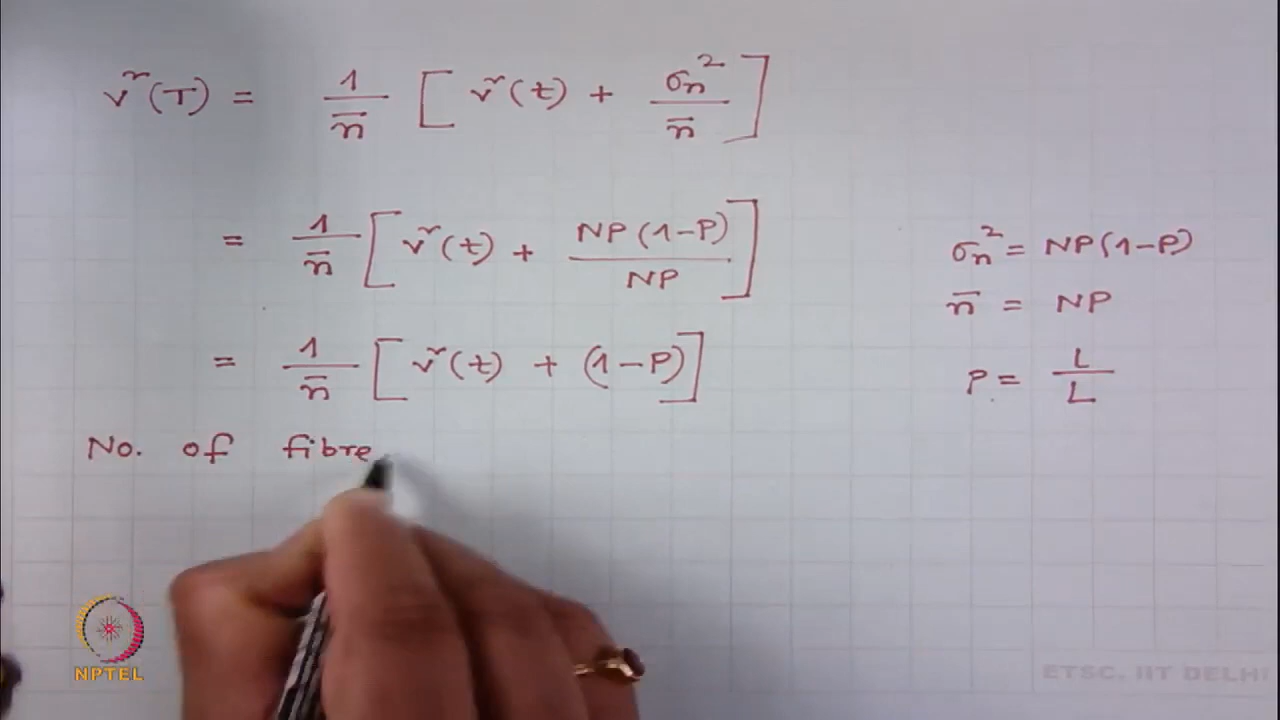 v²(T) = 1/n̄ [ v²(t) + σn²/n̄ ]
= 1/n̄ [ v²(t) + NP(1-P)/NP ]
σn² = NP(1-P)
n̄ = NP
= 1/n̄ [ v²(t) + (1-P) ]
P = L/L
No. of fibre
NPTEL
ETSC, IIT DELHI